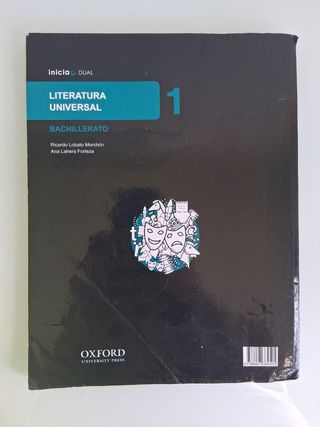 inicia DUAL
LITERATURA
UNIVERSAL
1
BACHILLERATO
Ricardo Lobato Morchón
Ana Lahera Forteza
OXFORD
UNIVERSITY PRESS